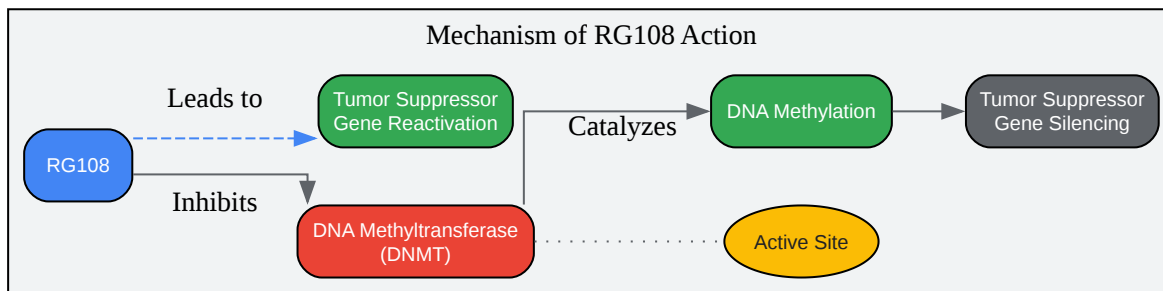 Mechanism of RG108 Action
Leads to
Tumor Suppressor
Gene Reactivation
DNA Methylation
Tumor Suppressor
Gene Silencing
Catalyzes
RG108
Inhibits
DNA Methyltransferase
(DNMT)
Active Site